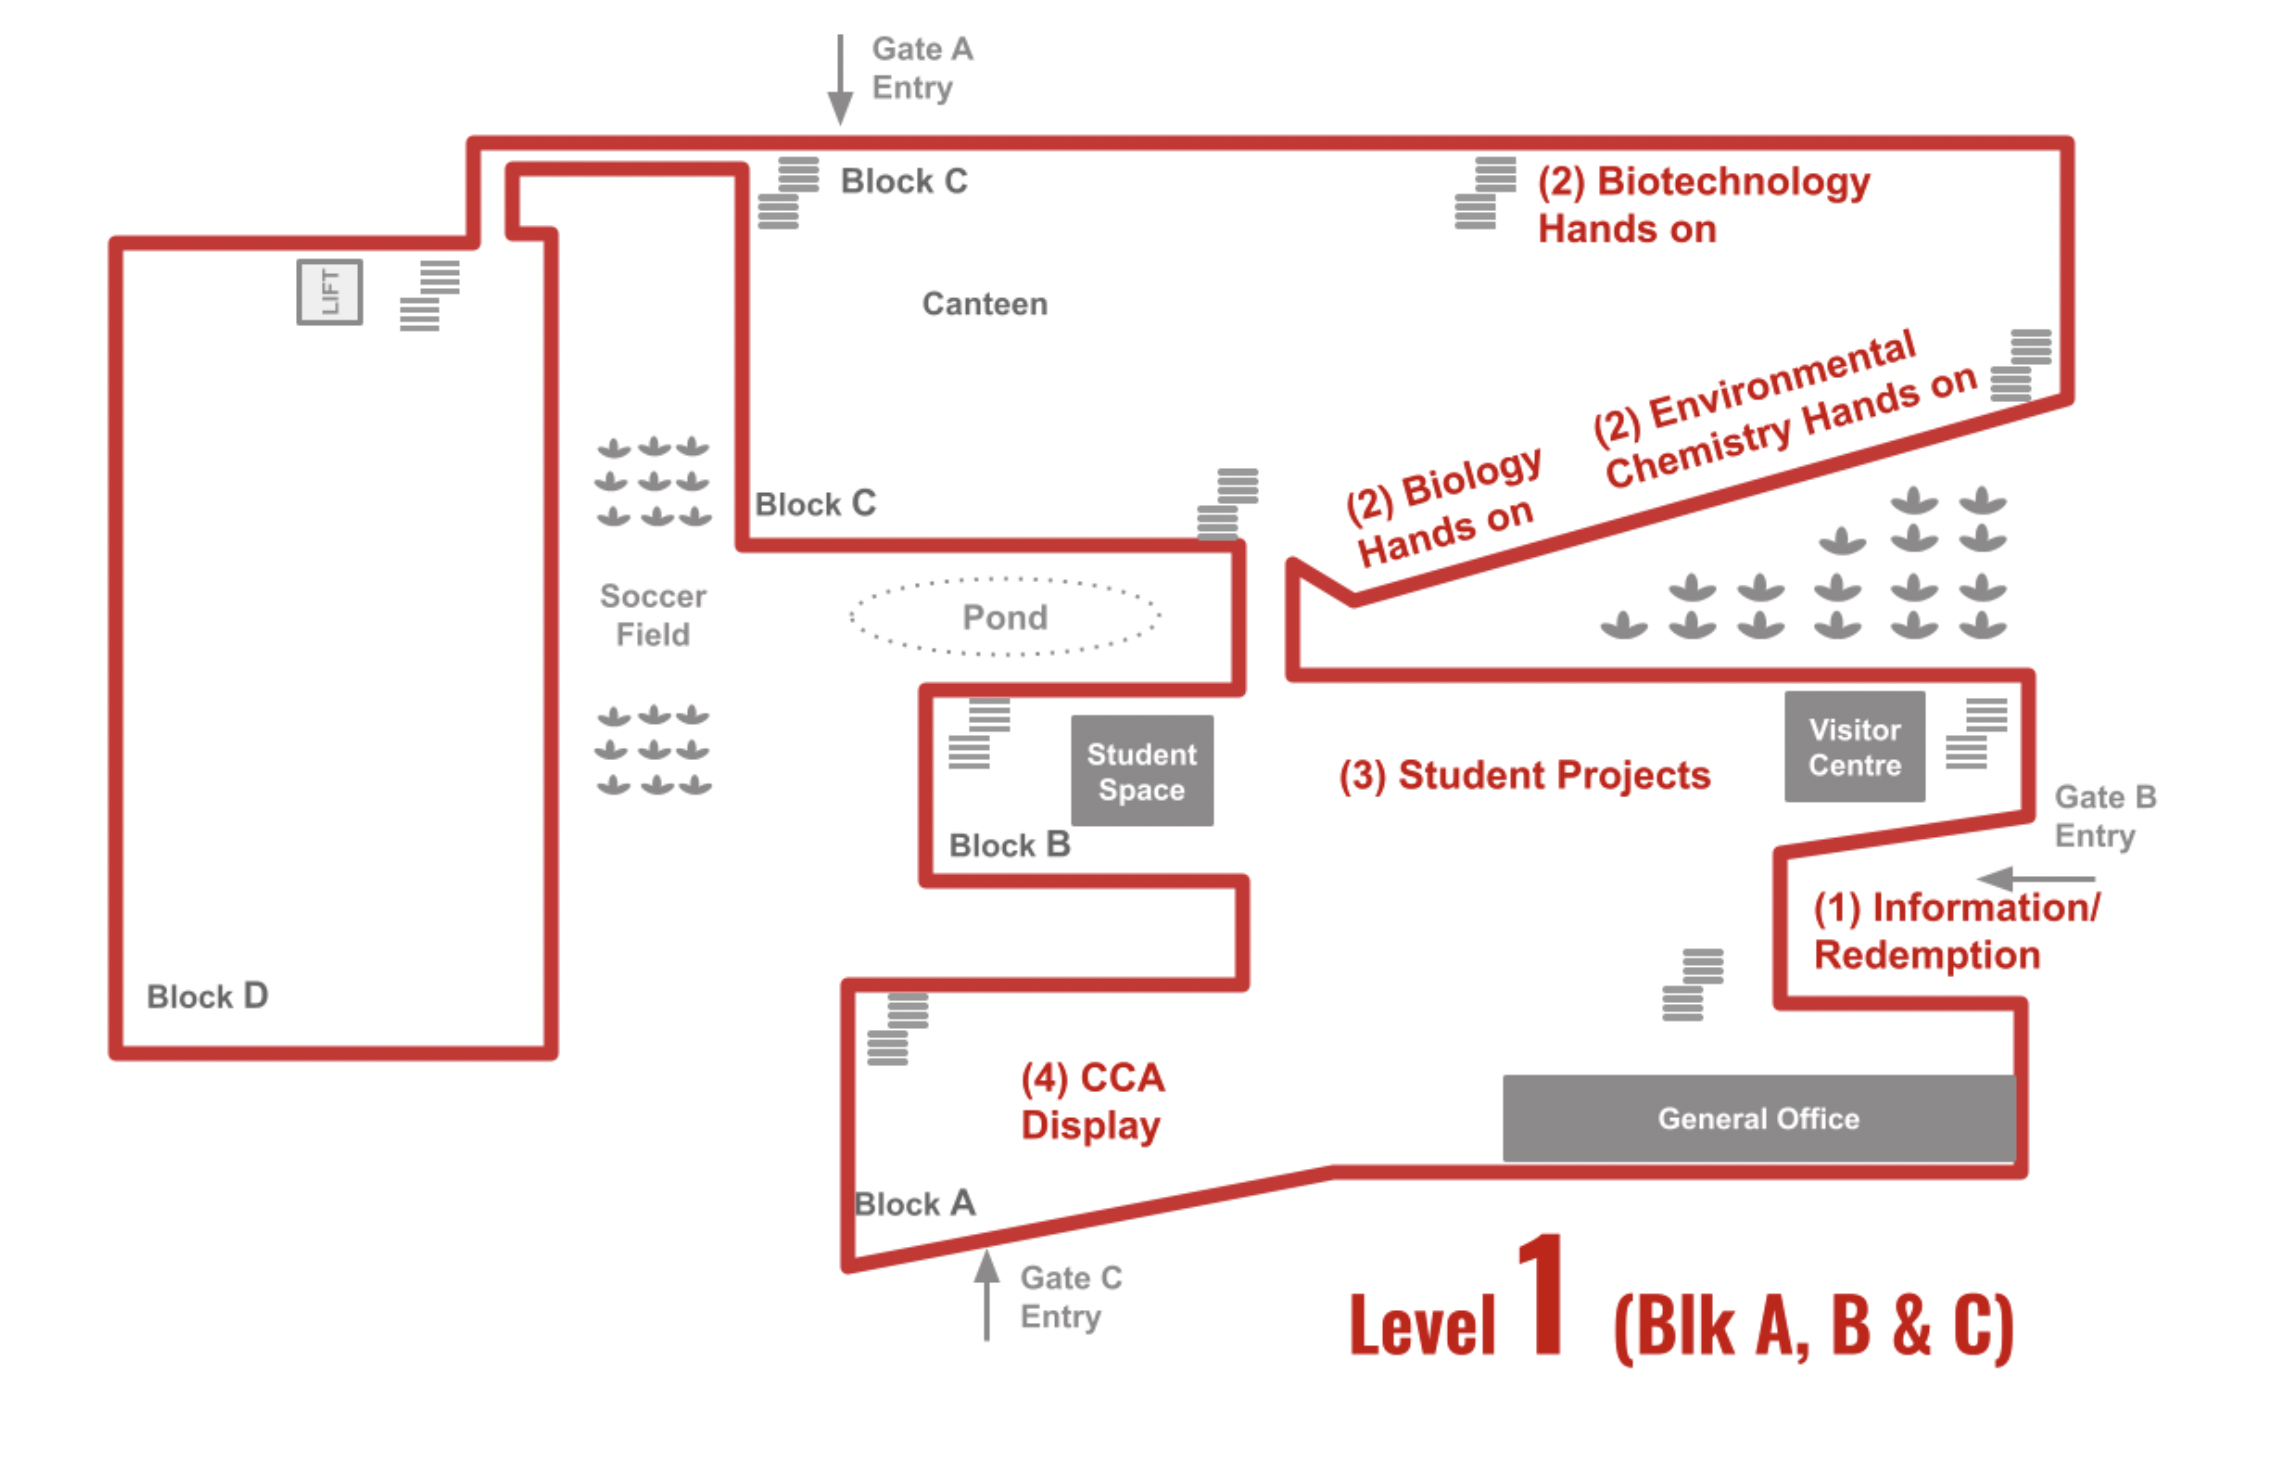 Gate A
Entry
Block C
(2) Biotechnology
Hands on
LIFT
Canteen
(2) Environmental
Chemistry Hands on
(2) Biology
Hands on
Block C
Soccer
Field
Pond
Student
Space
(3) Student Projects
Visitor
Centre
Block B
Gate B
Entry
(1) Information/
Redemption
Block D
(4) CCA
Display
General Office
Block A
Gate C
Entry
Level 1 (Blk A, B & C)